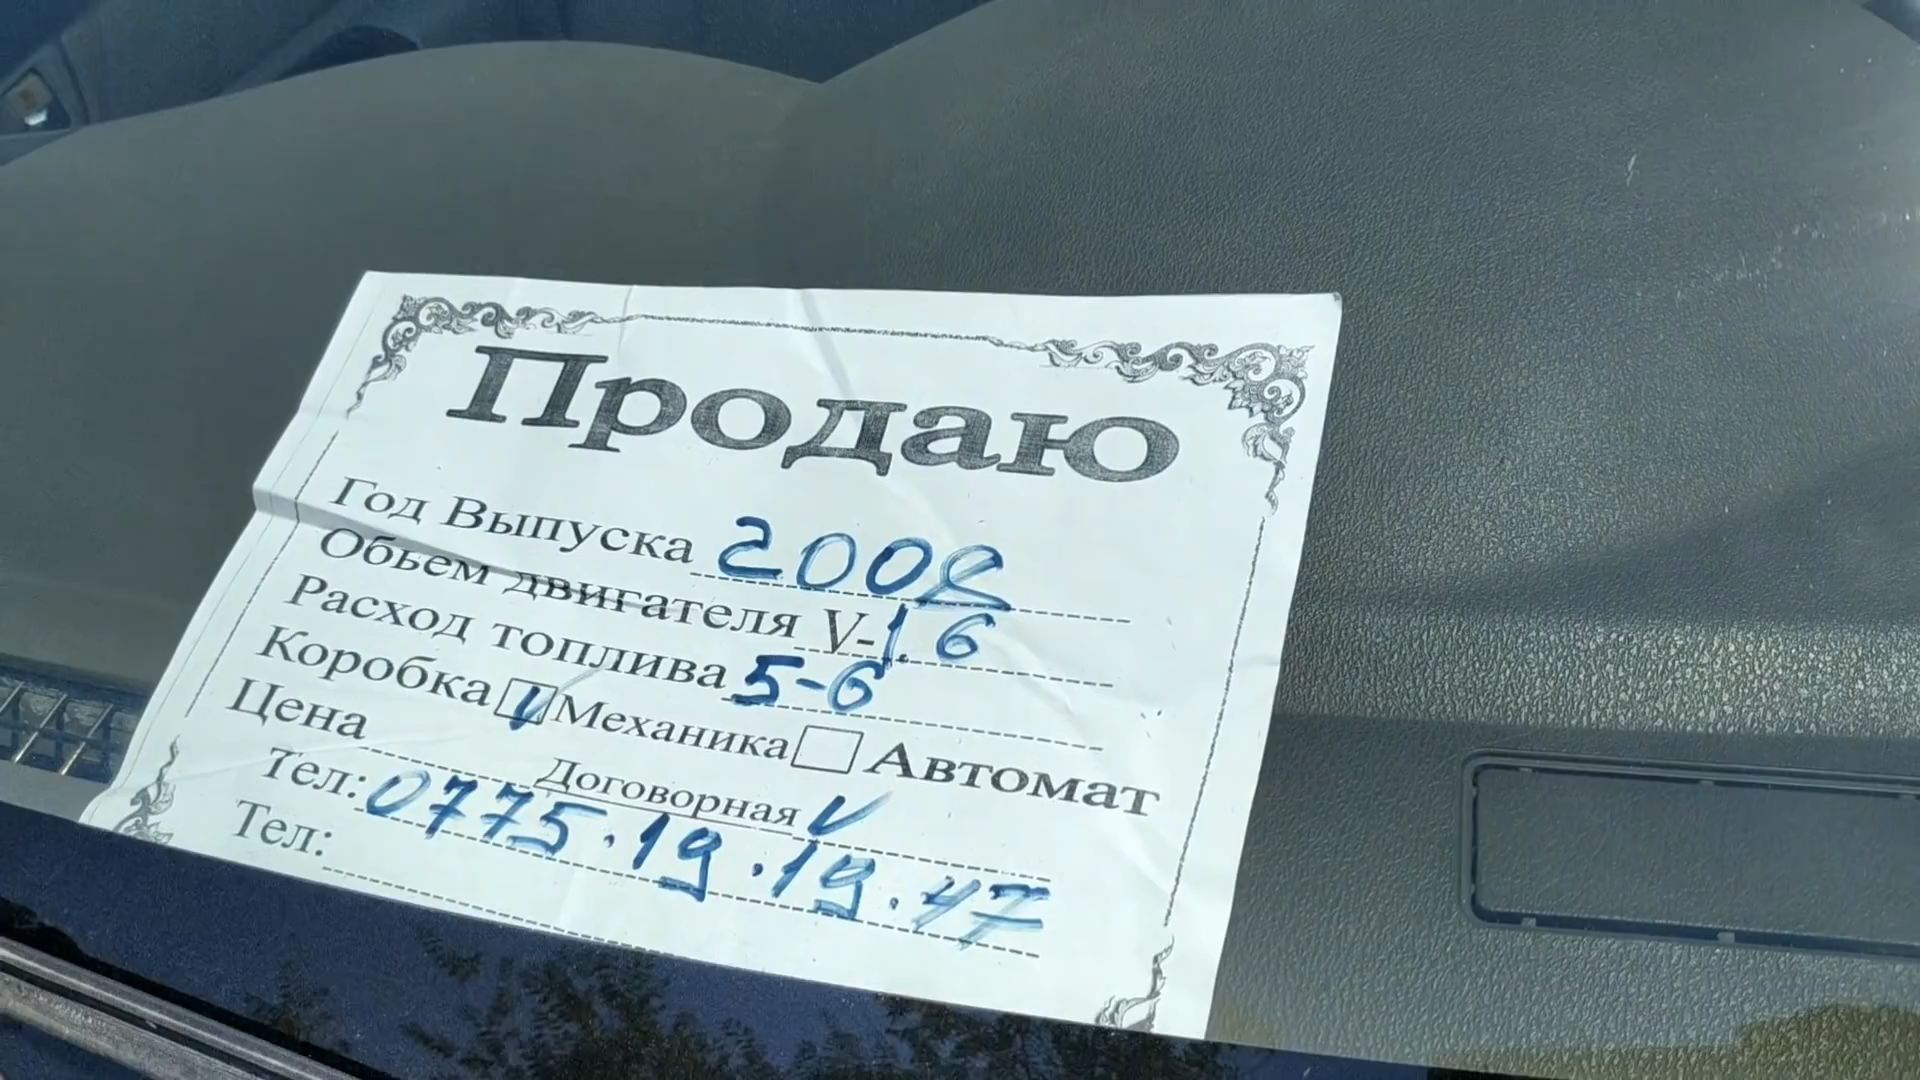 Продаю
Год Выпуска 2002
Обьем двигателя V-1.6
Расход топлива 5-6
Коробка V Механика Автомат
Цена Договорная V
Тел: 0775.19.19.47
Тел: